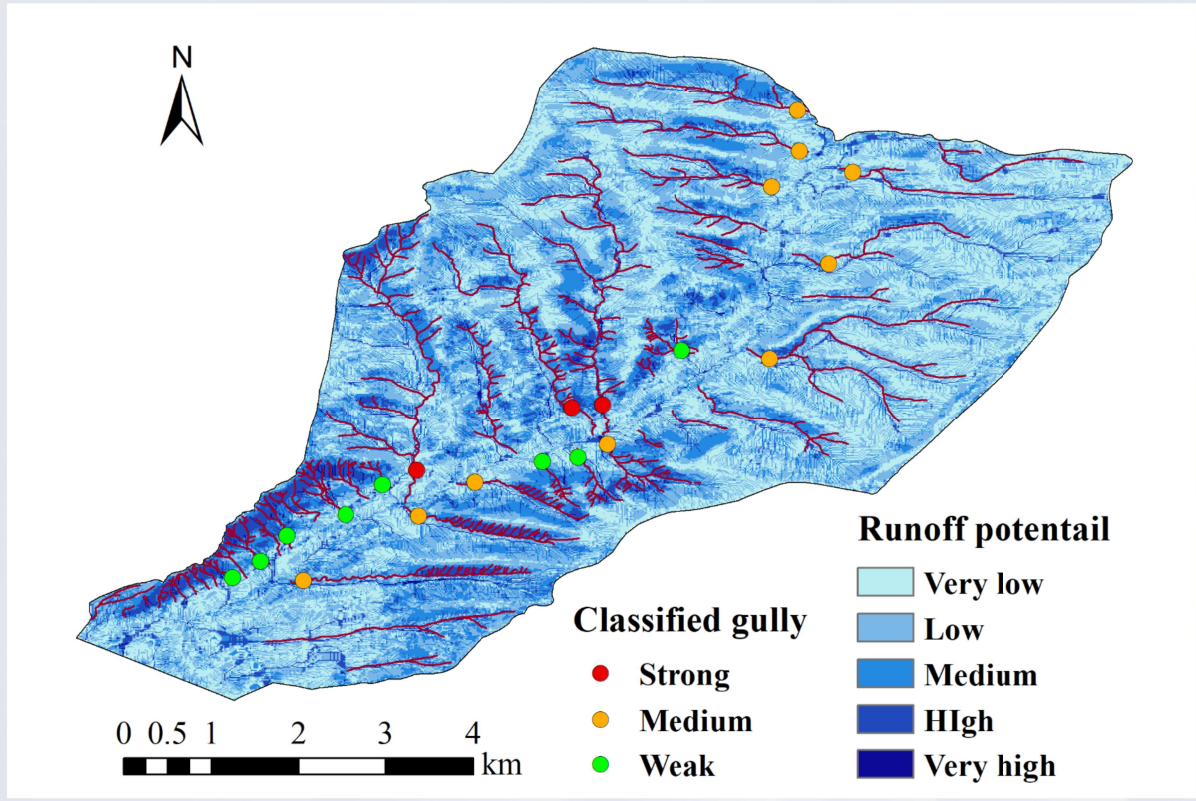 N
Runoff potentail
Very low
Low
Medium
HIgh
Very high
Classified gully
Strong
Medium
Weak
0 0.5 1 2 3 4
km